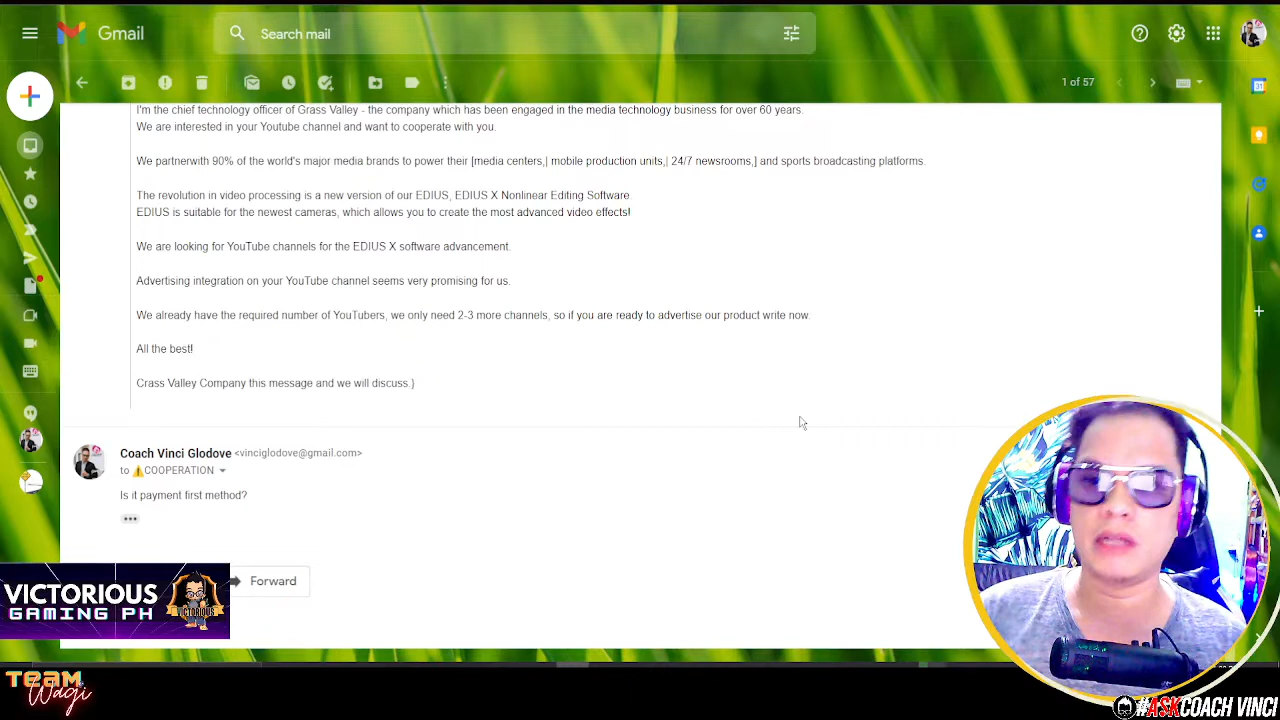 Gmail
Search mail
1 of 57
I'm the chief technology officer of Grass Valley - the company which has been engaged in the media technology business for over 60 years.
We are interested in your Youtube channel and want to cooperate with you.
We partnerwith 90% of the world's major media brands to power their [media centers,| mobile production units,| 24/7 newsrooms,] and sports broadcasting platforms.
The revolution in video processing is a new version of our EDIUS, EDIUS X Nonlinear Editing Software.
EDIUS is suitable for the newest cameras, which allows you to create the most advanced video effects!
We are looking for YouTube channels for the EDIUS X software advancement.
Advertising integration on your YouTube channel seems very promising for us.
We already have the required number of YouTubers, we only need 2-3 more channels, so if you are ready to advertise our product write now.
All the best!
Crass Valley Company this message and we will discuss.}
Coach Vinci Glodove <vinciglodove@gmail.com>
to ⚠COOPERATION
Is it payment first method?
Forward
VICTORIOUS
GAMING PH
VICTORIOUS
TEAM
Wagi
#ASKCOACH VINCI